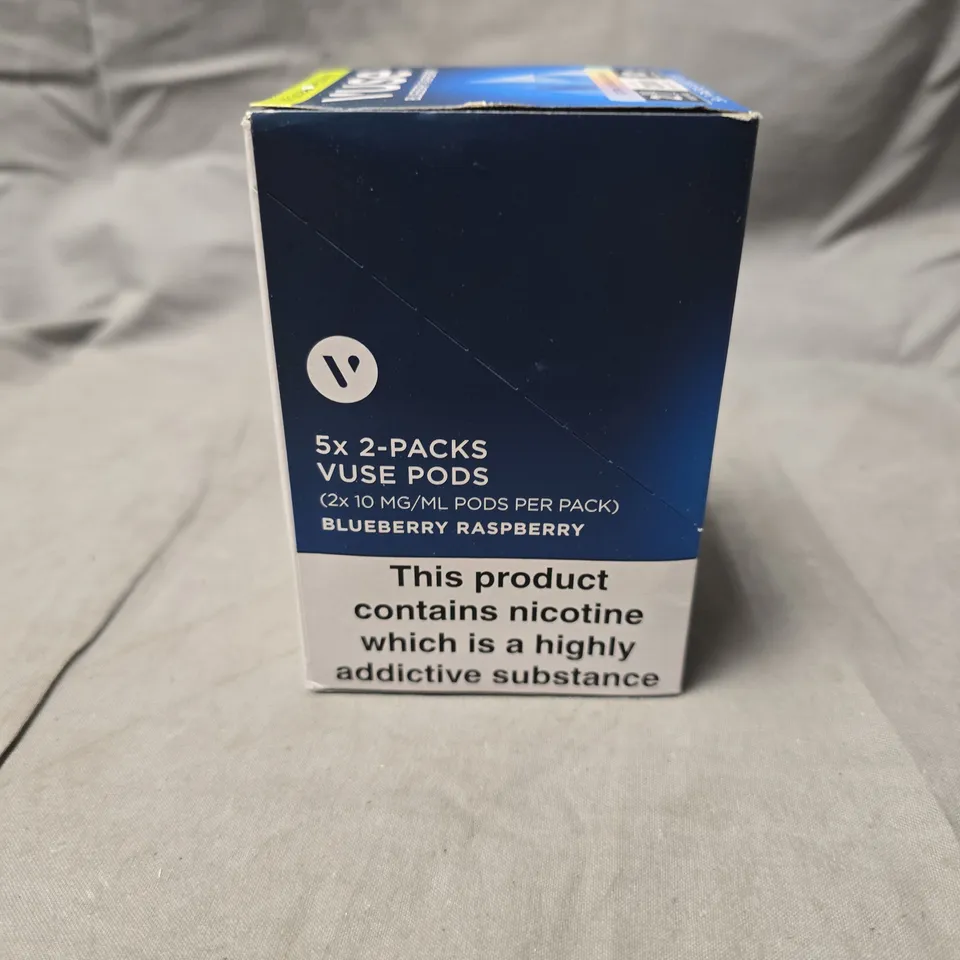 VUSE
5x 2-PACKS
VUSE PODS
(2x 10 MG/ML PODS PER PACK)
BLUEBERRY RASPBERRY
This product
contains nicotine
which is a highly
addictive substance